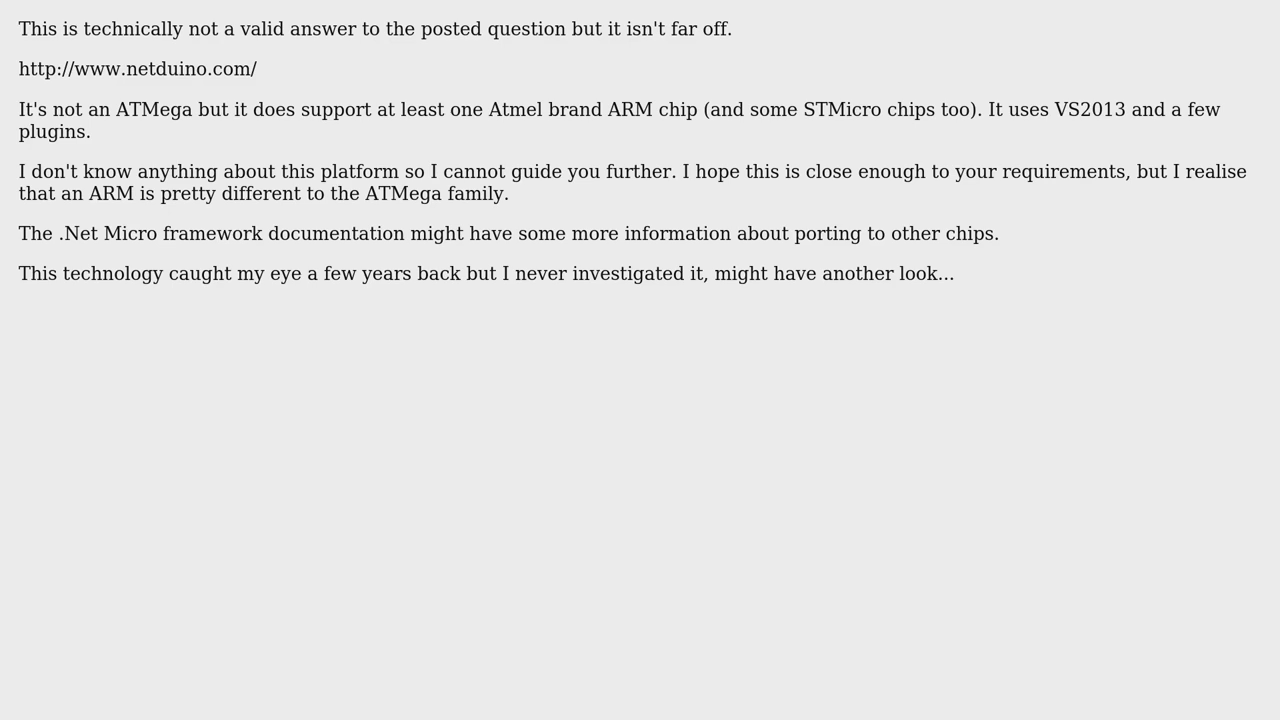 This is technically not a valid answer to the posted question but it isn't far off.
http://www.netduino.com/
It's not an ATMega but it does support at least one Atmel brand ARM chip (and some STMicro chips too). It uses VS2013 and a few
plugins.
I don't know anything about this platform so I cannot guide you further. I hope this is close enough to your requirements, but I realise
that an ARM is pretty different to the ATMega family.
The .Net Micro framework documentation might have some more information about porting to other chips.
This technology caught my eye a few years back but I never investigated it, might have another look...